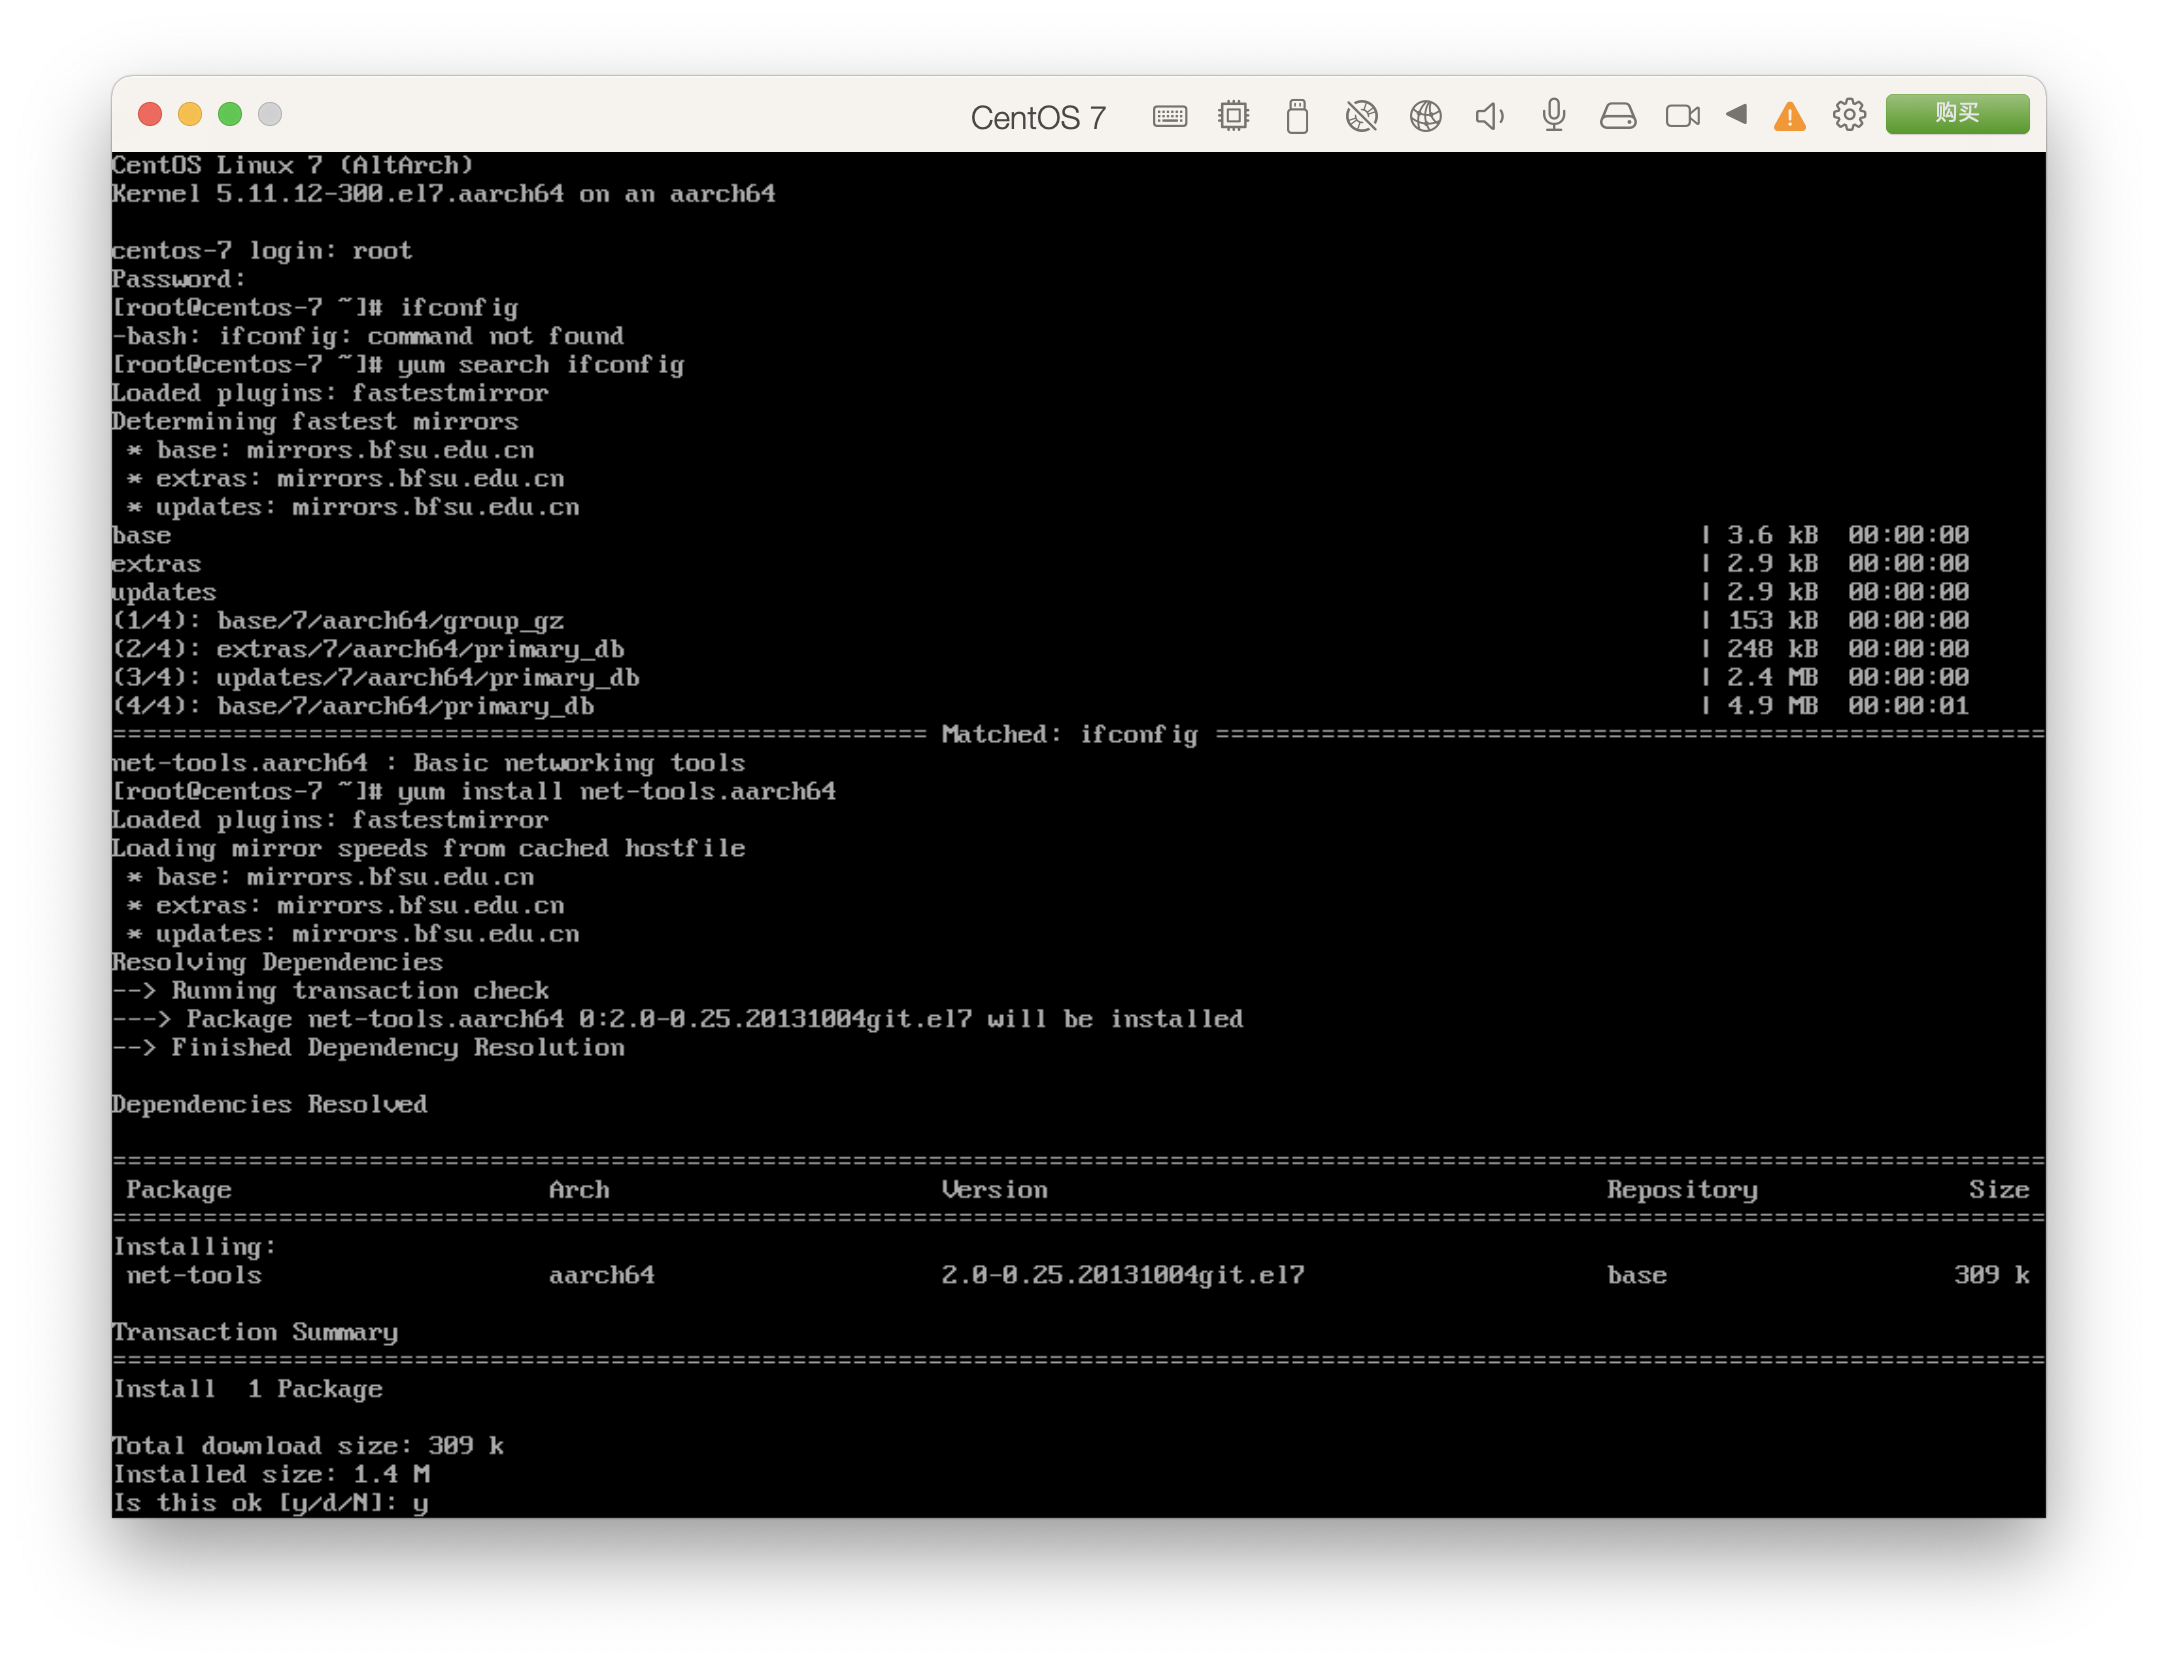 CentOS 7
购买
CentOS Linux 7 (AltArch)
Kernel 5.11.12-300.el7.aarch64 on an aarch64
centos-7 login: root
Password:
[root@centos-7 ~]# ifconfig
-bash: ifconfig: command not found
[root@centos-7 ~]# yum search ifconfig
Loaded plugins: fastestmirror
Determining fastest mirrors
 * base: mirrors.bfsu.edu.cn
 * extras: mirrors.bfsu.edu.cn
 * updates: mirrors.bfsu.edu.cn
base | 3.6 kB 00:00:00
extras | 2.9 kB 00:00:00
updates | 2.9 kB 00:00:00
(1/4): base/7/aarch64/group_gz | 153 kB 00:00:00
(2/4): extras/7/aarch64/primary_db | 248 kB 00:00:00
(3/4): updates/7/aarch64/primary_db | 2.4 MB 00:00:00
(4/4): base/7/aarch64/primary_db | 4.9 MB 00:00:01
====================================================== Matched: ifconfig =======================================================
net-tools.aarch64 : Basic networking tools
[root@centos-7 ~]# yum install net-tools.aarch64
Loaded plugins: fastestmirror
Loading mirror speeds from cached hostfile
 * base: mirrors.bfsu.edu.cn
 * extras: mirrors.bfsu.edu.cn
 * updates: mirrors.bfsu.edu.cn
Resolving Dependencies
--> Running transaction check
---> Package net-tools.aarch64 0:2.0-0.25.20131004git.el7 will be installed
--> Finished Dependency Resolution
Dependencies Resolved
================================================================================================================================
 Package Arch Version Repository Size
================================================================================================================================
Installing:
 net-tools aarch64 2.0-0.25.20131004git.el7 base 309 k
Transaction Summary
================================================================================================================================
Install  1 Package
Total download size: 309 k
Installed size: 1.4 M
Is this ok [y/d/N]: y